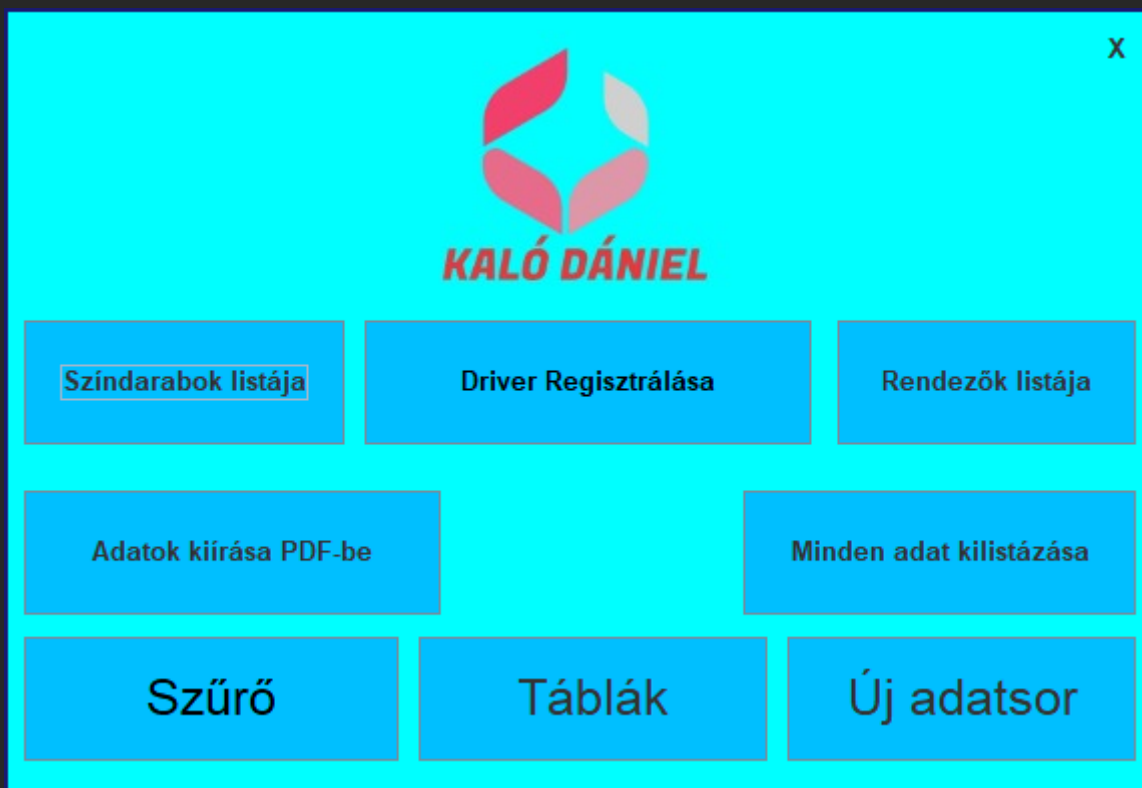 X
KALÓ DÁNIEL
Színdarabok listája
Driver Regisztrálása
Rendezők listája
Adatok kiírása PDF-be
Minden adat kilistázása
Szűrő
Táblák
Új adatsor